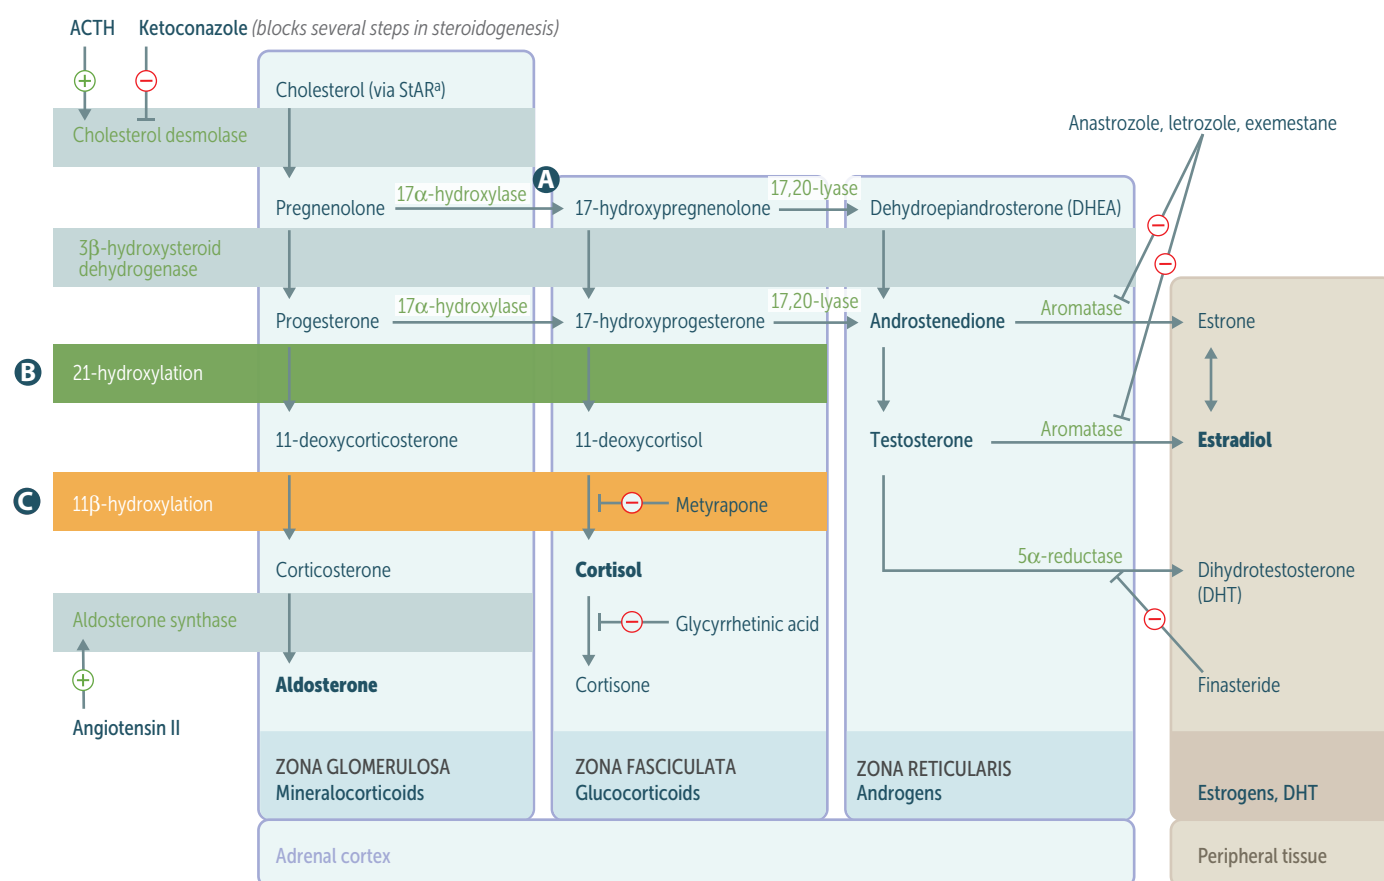 ACTH
Ketoconazole (blocks several steps in steroidogenesis)
+
−
Cholesterol (via StARᵃ)
Cholesterol desmolase
Anastrozole, letrozole, exemestane
A
Pregnenolone
17α-hydroxylase
17-hydroxypregnenolone
17,20-lyase
Dehydroepiandrosterone (DHEA)
−
−
3β-hydroxysteroid
dehydrogenase
Progesterone
17α-hydroxylase
17-hydroxyprogesterone
17,20-lyase
Androstenedione
Aromatase
Estrone
B
21-hydroxylation
11-deoxycorticosterone
11-deoxycortisol
Testosterone
Aromatase
Estradiol
C
11β-hydroxylation
−
Metyrapone
Corticosterone
Cortisol
5α-reductase
Dihydrotestosterone
(DHT)
Aldosterone synthase
−
Glycyrrhetinic acid
−
+
Aldosterone
Cortisone
Finasteride
Angiotensin II
ZONA GLOMERULOSA
Mineralocorticoids
ZONA FASCICULATA
Glucocorticoids
ZONA RETICULARIS
Androgens
Estrogens, DHT
Adrenal cortex
Peripheral tissue